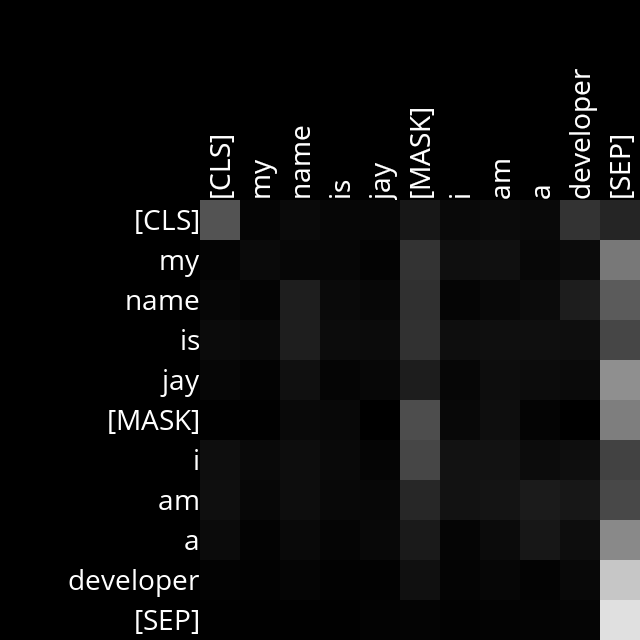 [CLS]
my
name
is
jay
[MASK]
i
am
a
developer
[SEP]
[CLS]
my
name
is
jay
[MASK]
i
am
a
developer
[SEP]